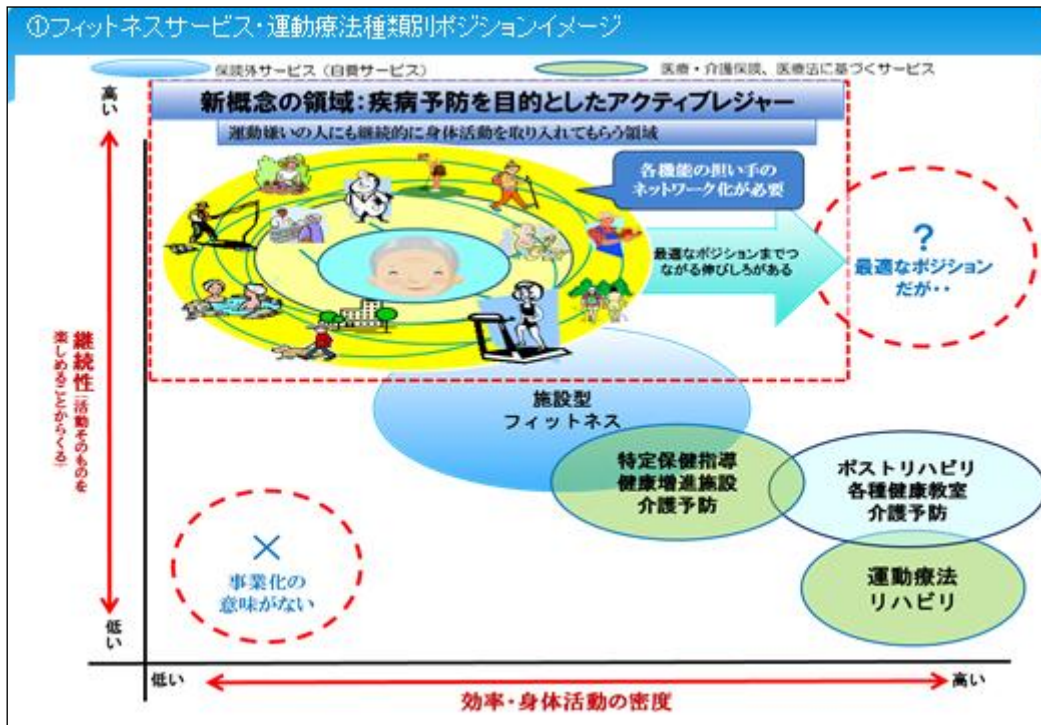 ①フィットネスサービス・運動療法種類別ポジションイメージ
保険外サービス（自費サービス）
医療・介護保険、医療法に基づくサービス
高い
新概念の領域：疾病予防を目的としたアクティブレジャー
運動嫌いの人にも継続的に身体活動を取り入れてもらう領域
各機能の担い手の
ネットワーク化が必要
最適なポジションまでつ
ながる伸びしろがある
？
最適なポジション
だが・・
継続性（活動そのものを
楽しめることからくる）
施設型
フィットネス
特定保健指導
健康増進施設
介護予防
ポストリハビリ
各種健康教室
介護予防
×
事業化の
意味がない
運動療法
リハビリ
低い
低い
高い
効率・身体活動の密度